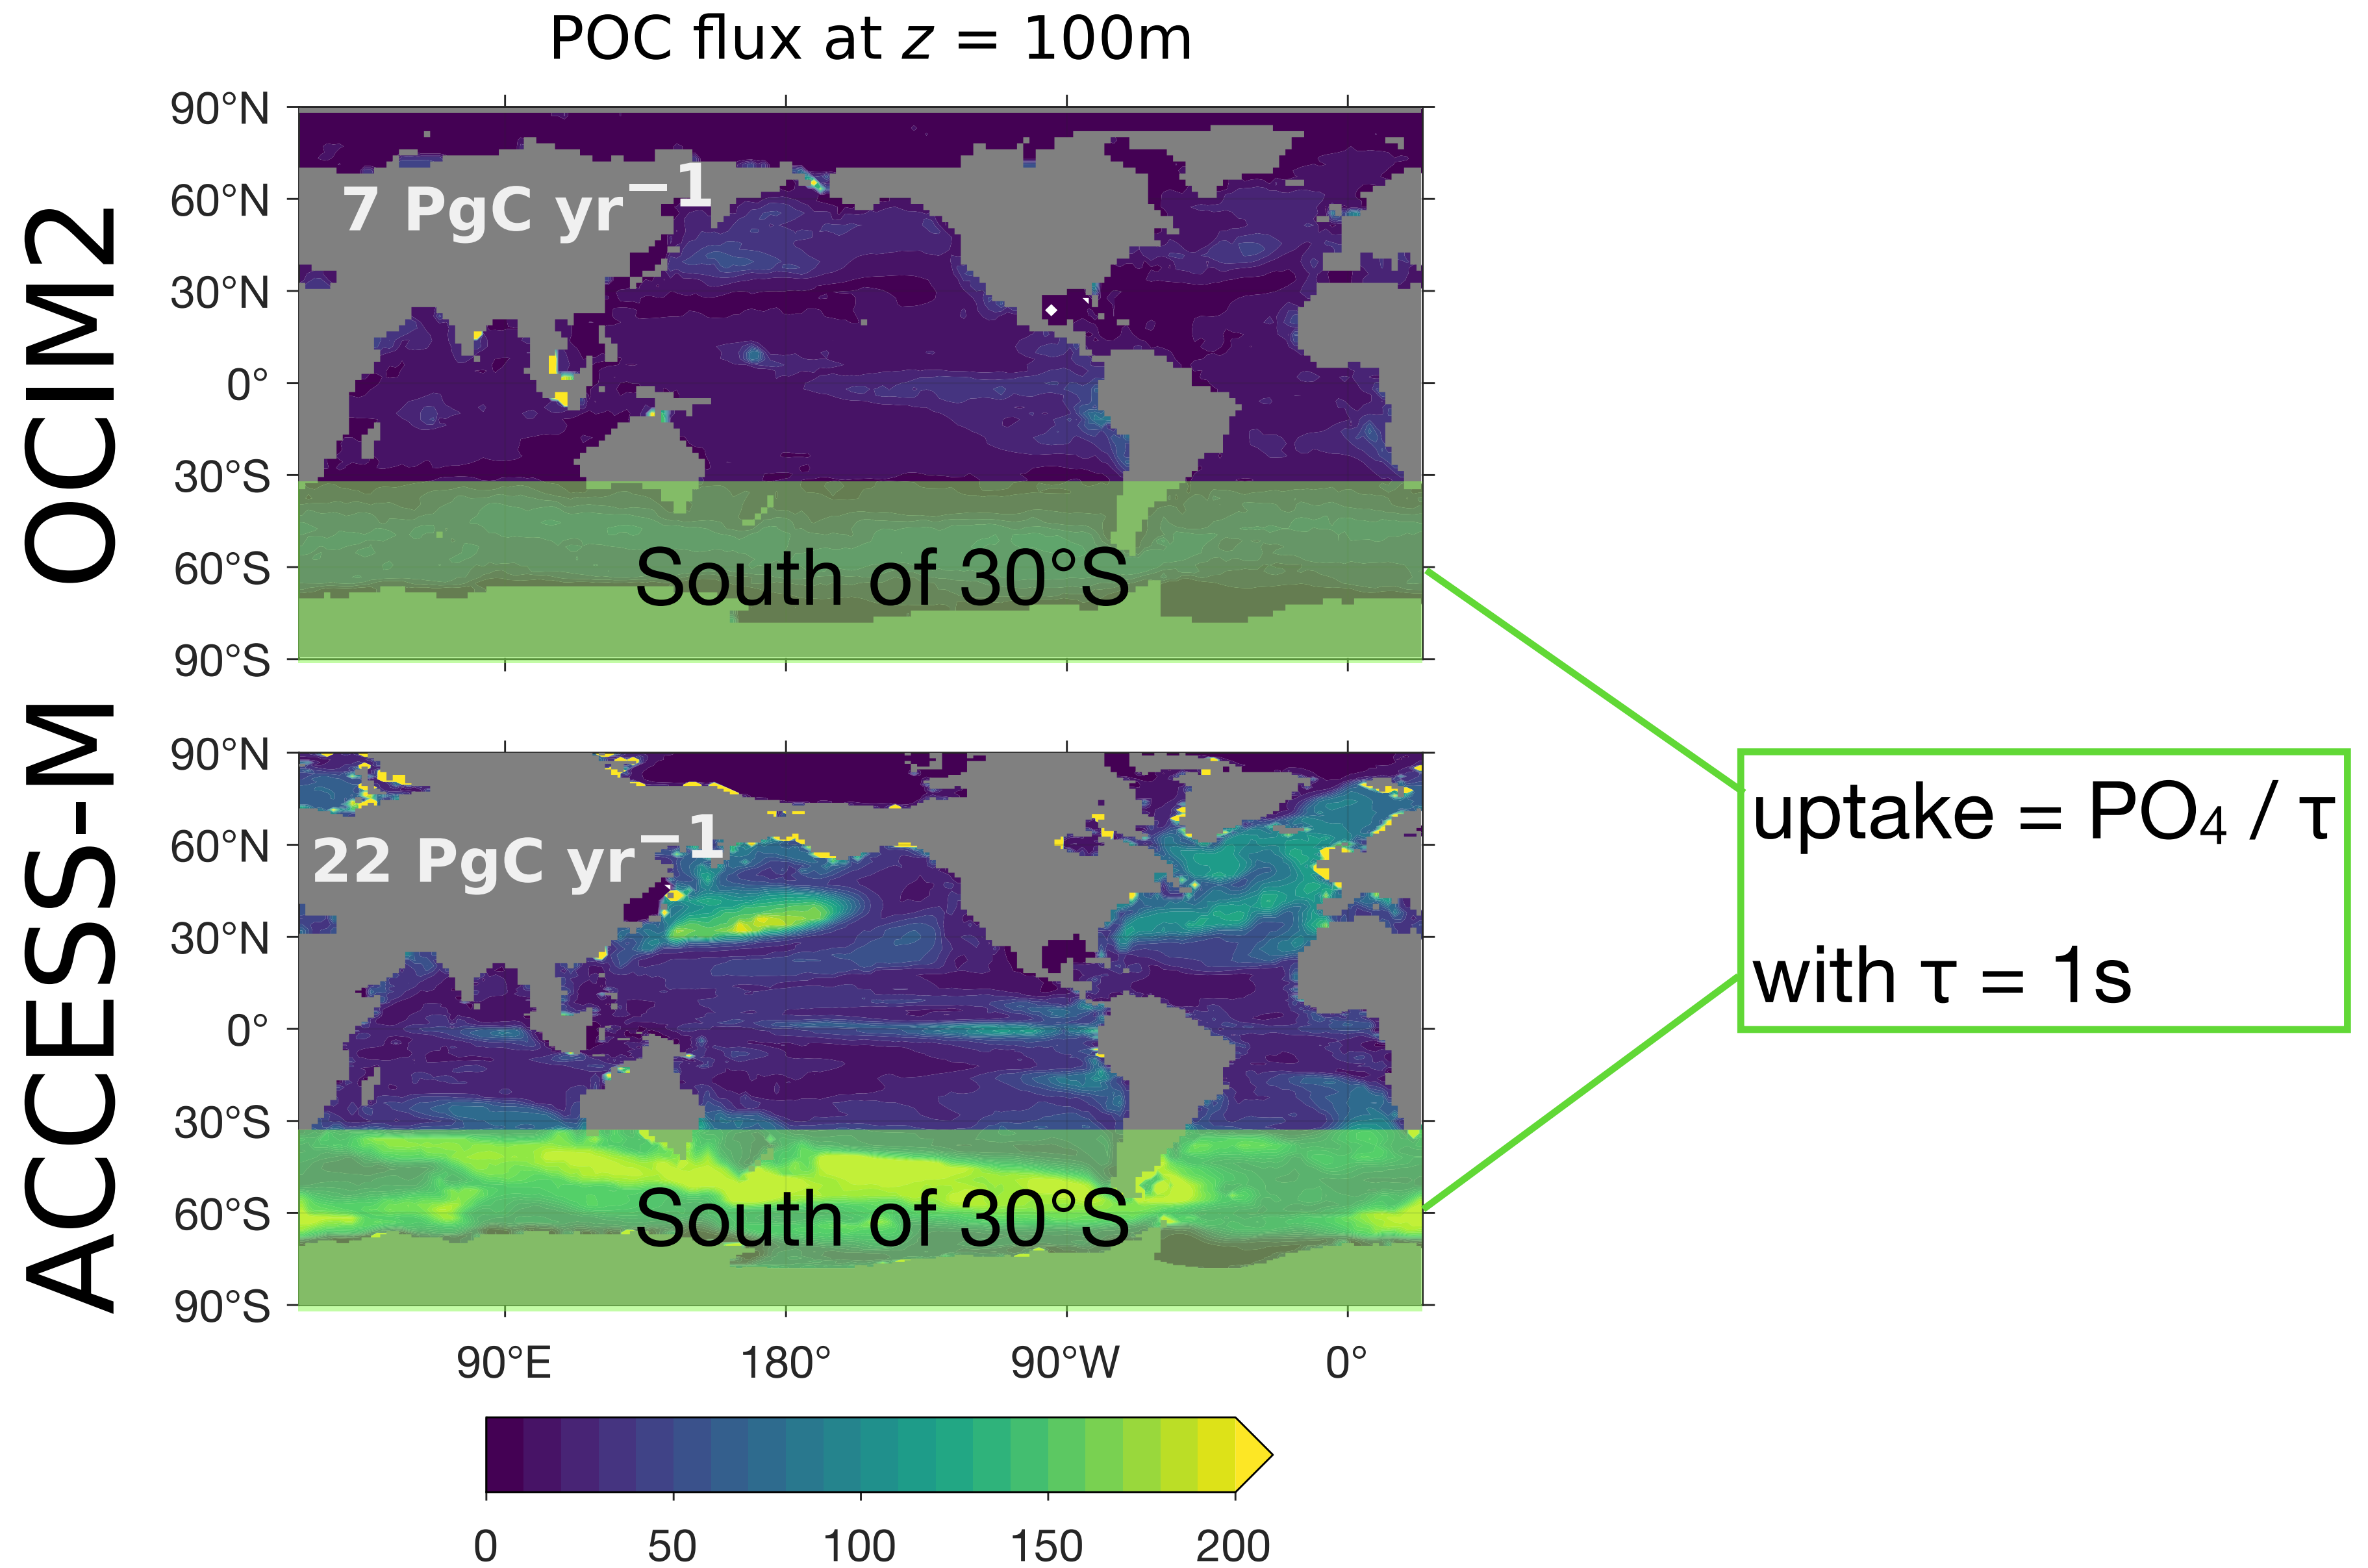 POC flux at z = 100m
OCIM2
90°N
60°N
30°N
0°
30°S
60°S
90°S
7 PgC yr⁻¹
South of 30°S
ACCESS-M
90°N
60°N
30°N
0°
30°S
60°S
90°S
22 PgC yr⁻¹
South of 30°S
90°E 180° 90°W 0°
0 50 100 150 200
uptake = PO₄ / τ
with τ = 1s